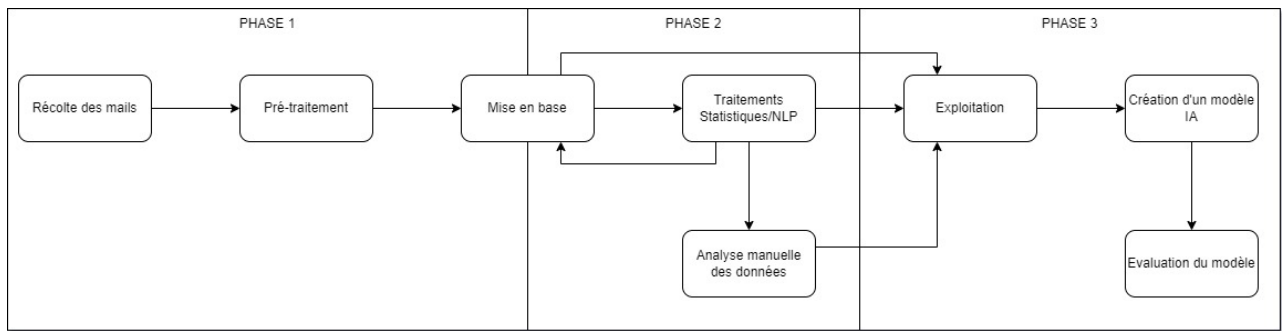 PHASE 1
PHASE 2
PHASE 3
Récolte des mails
Pré-traitement
Mise en base
Traitements
Statistiques/NLP
Exploitation
Création d'un modèle
IA
Analyse manuelle
des données
Evaluation du modèle